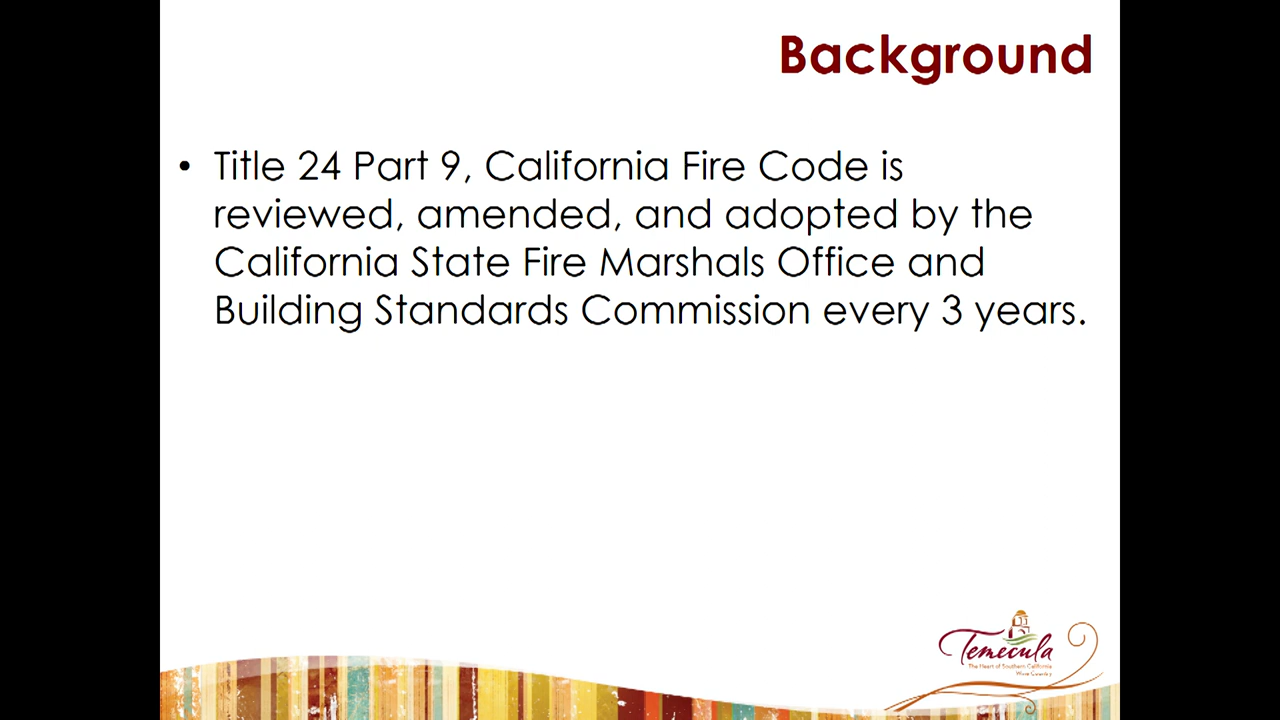 Background
• Title 24 Part 9, California Fire Code is
reviewed, amended, and adopted by the
California State Fire Marshals Office and
Building Standards Commission every 3 years.
Temecula
The Heart of Southern California
Wine Country